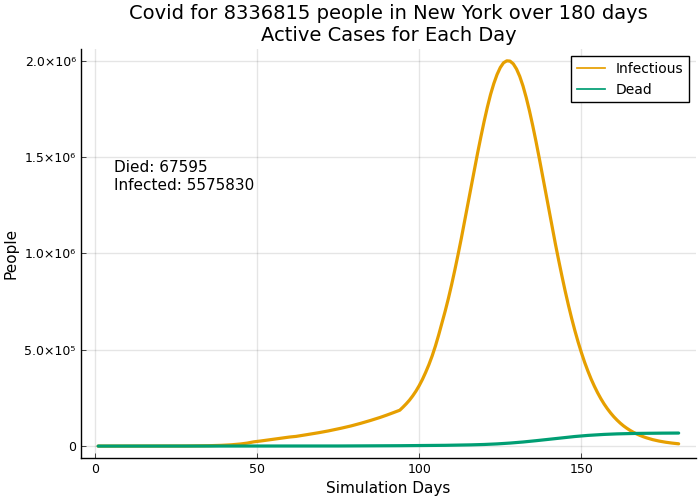 Covid for 8336815 people in New York over 180 days
Active Cases for Each Day
2.0×10⁶
1.5×10⁶
1.0×10⁶
5.0×10⁵
0
People
Infectious
Dead
Died: 67595
Infected: 5575830
0
50
100
150
Simulation Days